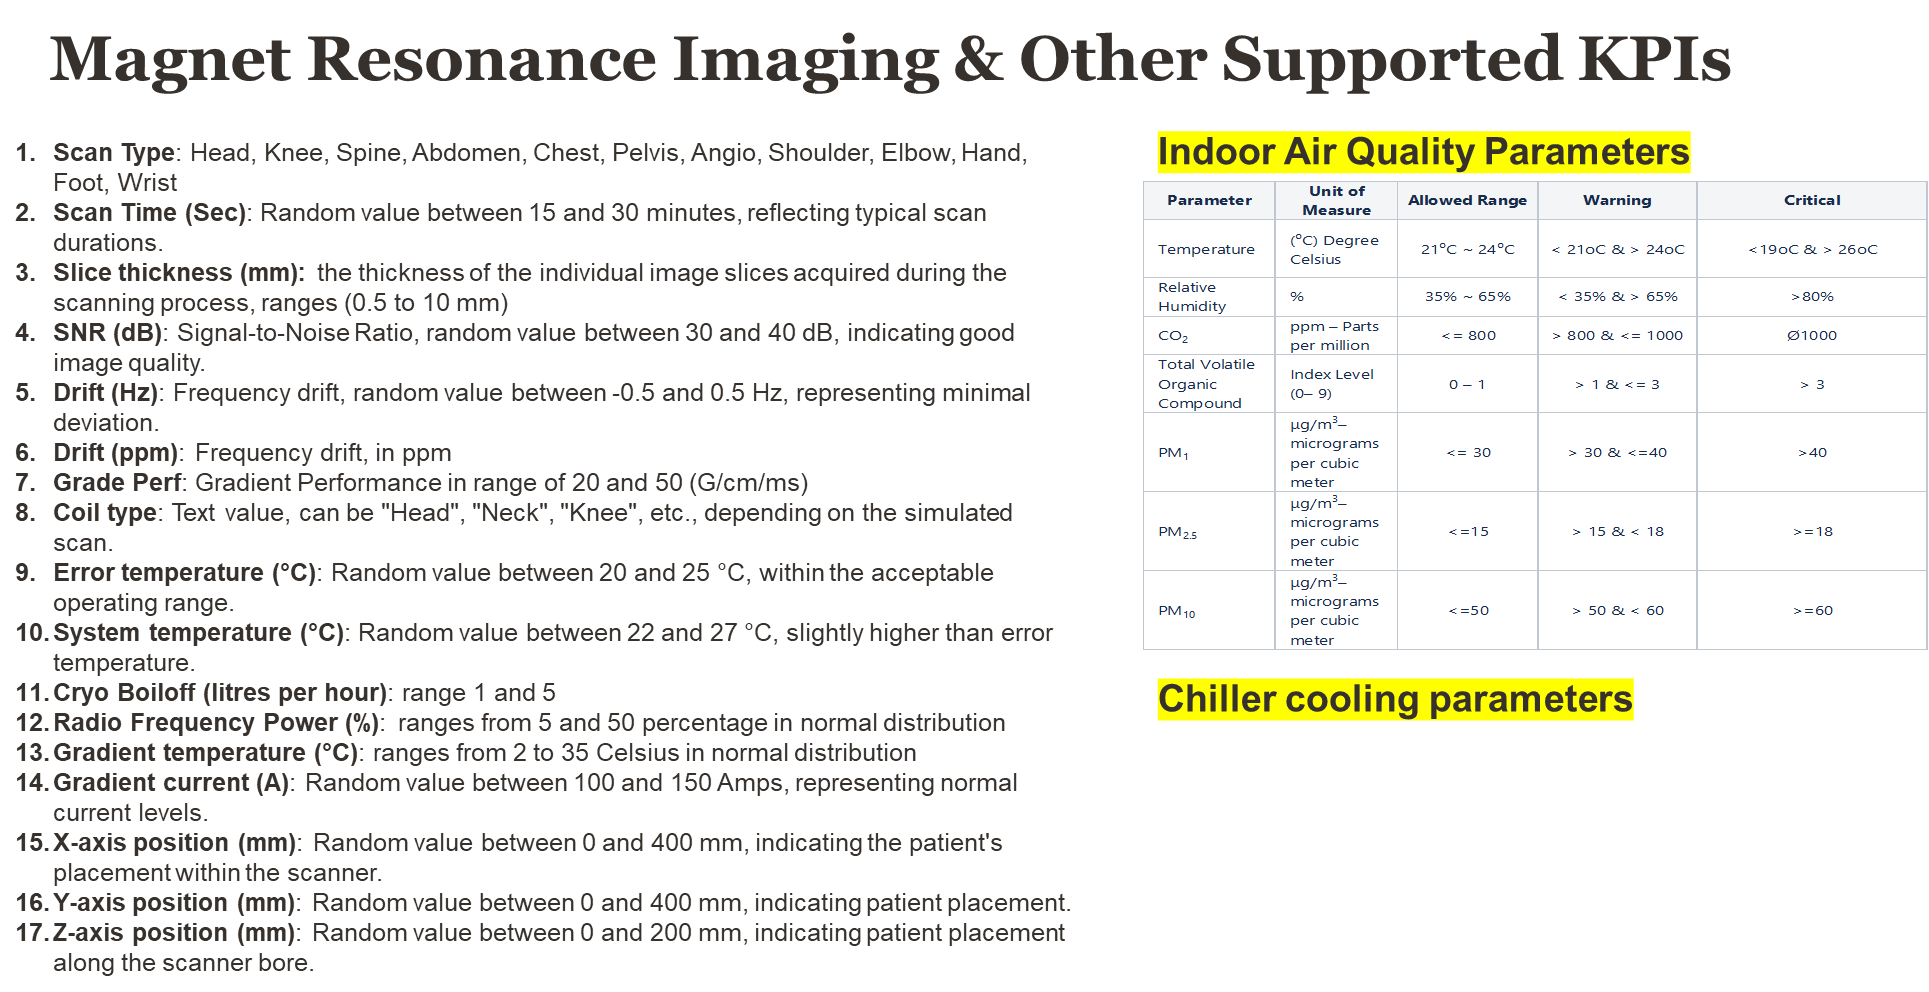 Magnet Resonance Imaging & Other Supported KPIs
1. Scan Type: Head, Knee, Spine, Abdomen, Chest, Pelvis, Angio, Shoulder, Elbow, Hand,
Foot, Wrist
2. Scan Time (Sec): Random value between 15 and 30 minutes, reflecting typical scan
durations.
3. Slice thickness (mm): the thickness of the individual image slices acquired during the
scanning process, ranges (0.5 to 10 mm)
4. SNR (dB): Signal-to-Noise Ratio, random value between 30 and 40 dB, indicating good
image quality.
5. Drift (Hz): Frequency drift, random value between -0.5 and 0.5 Hz, representing minimal
deviation.
6. Drift (ppm): Frequency drift, in ppm
7. Grade Perf: Gradient Performance in range of 20 and 50 (G/cm/ms)
8. Coil type: Text value, can be "Head", "Neck", "Knee", etc., depending on the simulated
scan.
9. Error temperature (°C): Random value between 20 and 25 °C, within the acceptable
operating range.
10. System temperature (°C): Random value between 22 and 27 °C, slightly higher than error
temperature.
11. Cryo Boiloff (litres per hour): range 1 and 5
12. Radio Frequency Power (%): ranges from 5 and 50 percentage in normal distribution
13. Gradient temperature (°C): ranges from 2 to 35 Celsius in normal distribution
14. Gradient current (A): Random value between 100 and 150 Amps, representing normal
current levels.
15. X-axis position (mm): Random value between 0 and 400 mm, indicating the patient's
placement within the scanner.
16. Y-axis position (mm): Random value between 0 and 400 mm, indicating patient placement.
17. Z-axis position (mm): Random value between 0 and 200 mm, indicating patient placement
along the scanner bore.
Indoor Air Quality Parameters
Parameter Unit of Measure Allowed Range Warning Critical
Temperature (⁰C) Degree Celsius 21⁰C ~ 24⁰C < 21oC & > 24oC <19oC & > 26oC
Relative Humidity % 35% ~ 65% < 35% & > 65% >80%
CO₂ ppm – Parts per million <= 800 > 800 & <= 1000 Ø1000
Total Volatile Organic Compound Index Level (0– 9) 0 – 1 > 1 & <= 3 > 3
PM₁ µg/m³– micrograms per cubic meter <= 30 > 30 & <=40 >40
PM₂.₅ µg/m³– micrograms per cubic meter <=15 > 15 & < 18 >=18
PM₁₀ µg/m³– micrograms per cubic meter <=50 > 50 & < 60 >=60
Chiller cooling parameters